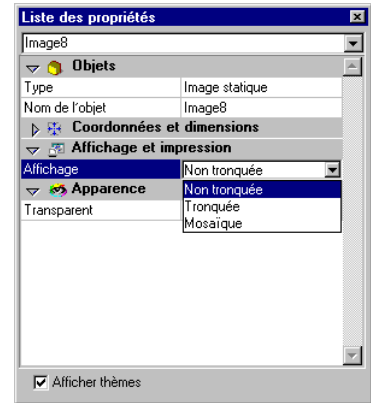 Liste des propriétés
Image8
Objets
Type Image statique
Nom de l'objet Image8
Coordonnées et dimensions
Affichage et impression
Affichage Non tronquée
Apparence Non tronquée
Transparent Tronquée
Mosaïque
Afficher thèmes